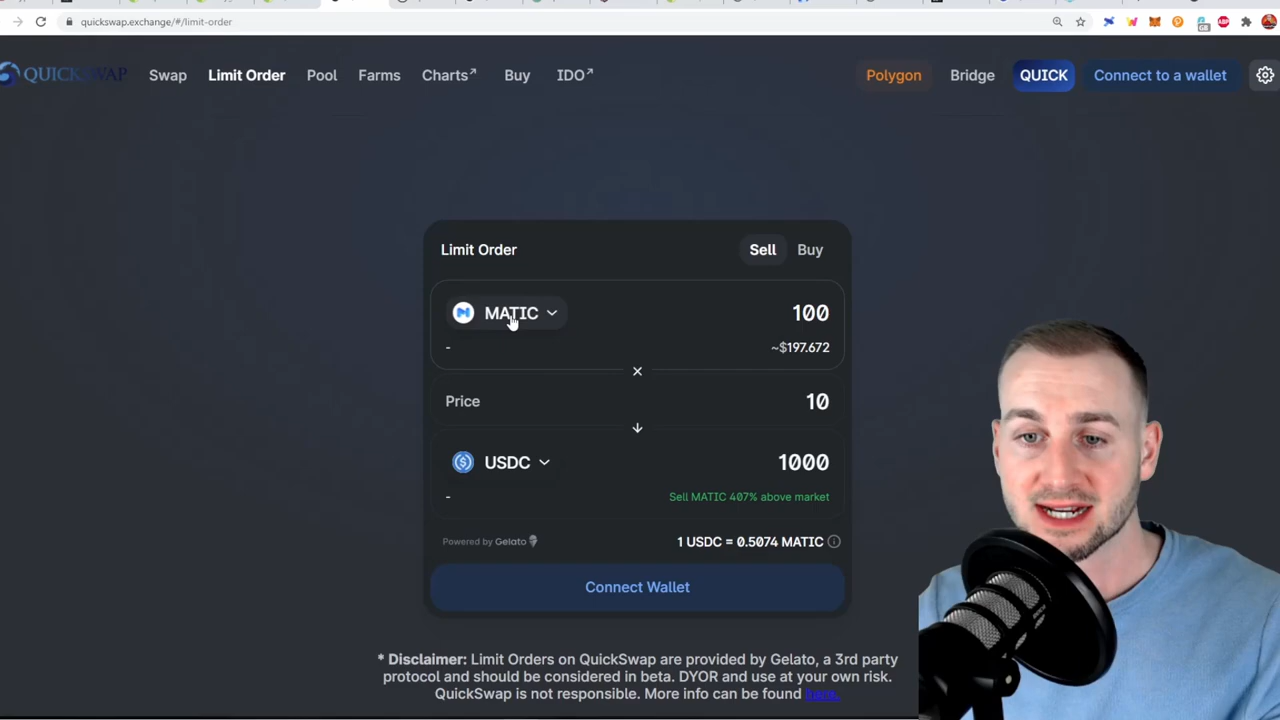 quickswap.exchange/#/limit-order
QUICKSWAP Swap Limit Order Pool Farms Charts↗ Buy IDO↗ Polygon Bridge QUICK Connect to a wallet
Limit Order Sell Buy
MATIC 100
- ~$197.672
Price 10
USDC 1000
- Sell MATIC 407% above market
Powered by Gelato 1 USDC = 0.5074 MATIC
Connect Wallet
* Disclaimer: Limit Orders on QuickSwap are provided by Gelato, a 3rd party
protocol and should be considered in beta. DYOR and use at your own risk.
QuickSwap is not responsible. More info can be found here.